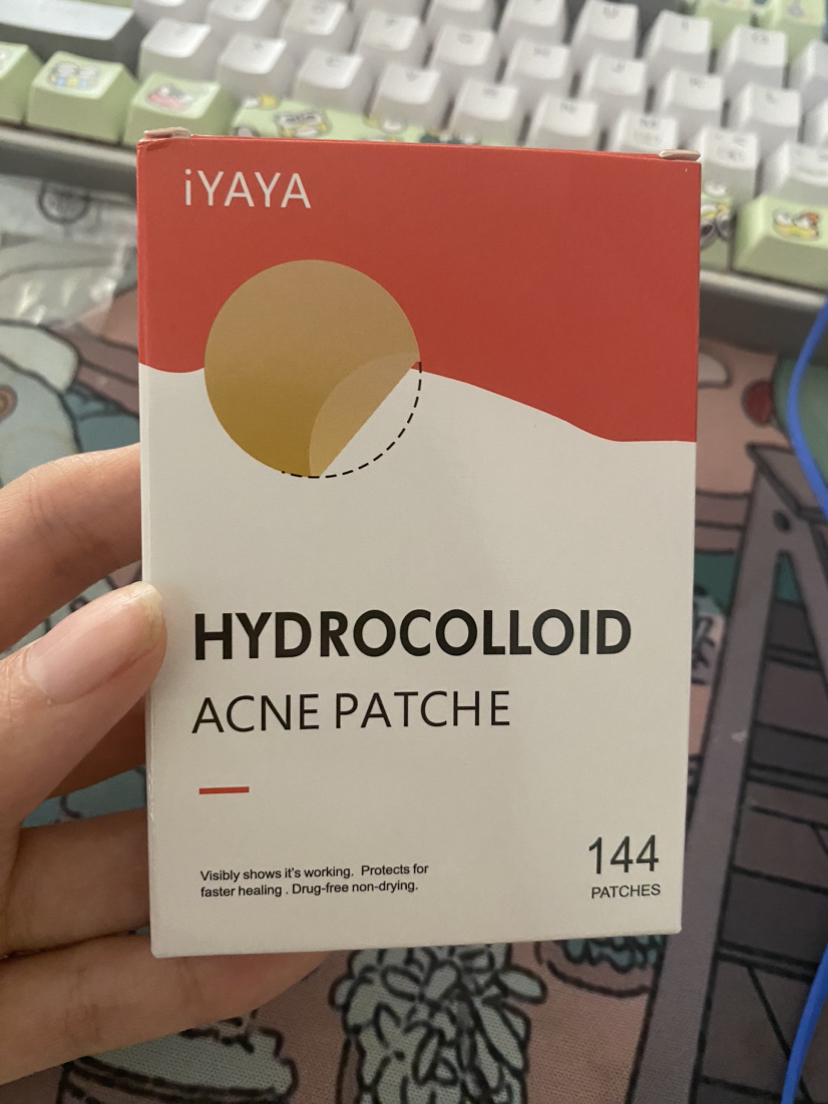 iYAYA
HYDROCOLLOID
ACNE PATCHE
Visibly shows it's working. Protects for
faster healing . Drug-free non-drying.
144
PATCHES